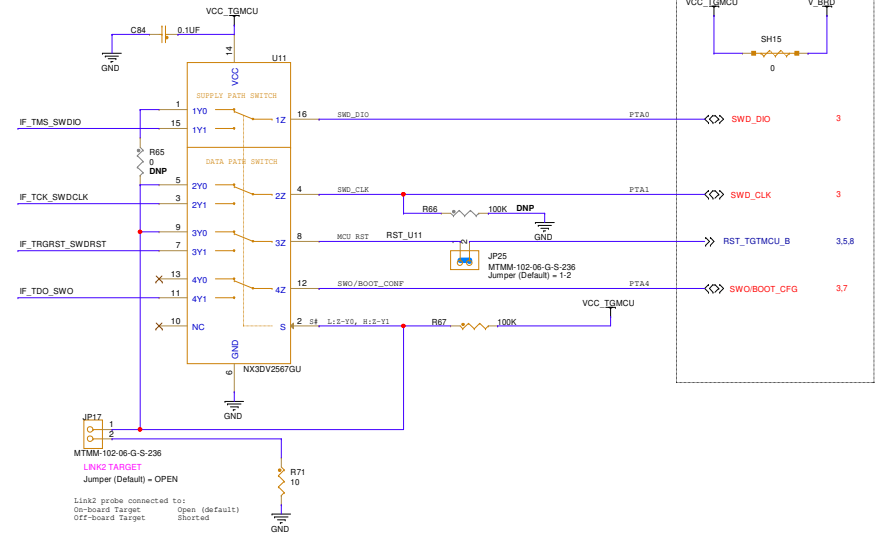 VCC_TGMCU
VCC_TGMCU
V_BRD
C84
0.1UF
GND
14
U11
VCC
SH15
0
SUPPLY PATH SWITCH
1
1Y0
IF_TMS_SWDIO
15
1Y1
1Z
16
SWD_DIO
PTA0
SWD_DIO
3
R65
0
DNP
DATA PATH SWITCH
5
2Y0
IF_TCK_SWDCLK
3
2Y1
2Z
4
SWD_CLK
PTA1
SWD_CLK
3
R66
100K
DNP
GND
9
3Y0
IF_TRGRST_SWDRST
7
3Y1
3Z
8
MCU_RST
RST_U11
1
2
RST_TGTMCU_B
3,5,8
JP25
MTMM-102-06-G-S-236
Jumper (Default) = 1-2
13
4Y0
IF_TDO_SWO
11
4Y1
4Z
12
SWO/BOOT_CONF
PTA4
SWO/BOOT_CFG
3,7
VCC_TGMCU
10
NC
S
2
S# L:Z-Y0, H:Z-Y1
R67
100K
GND
6
NX3DV2567GU
GND
JP17
1
2
MTMM-102-06-G-S-236
LINK2 TARGET
Jumper (Default) = OPEN
R71
10
GND
Link2 probe connected to:
On-board Target Open (default)
Off-board Target Shorted